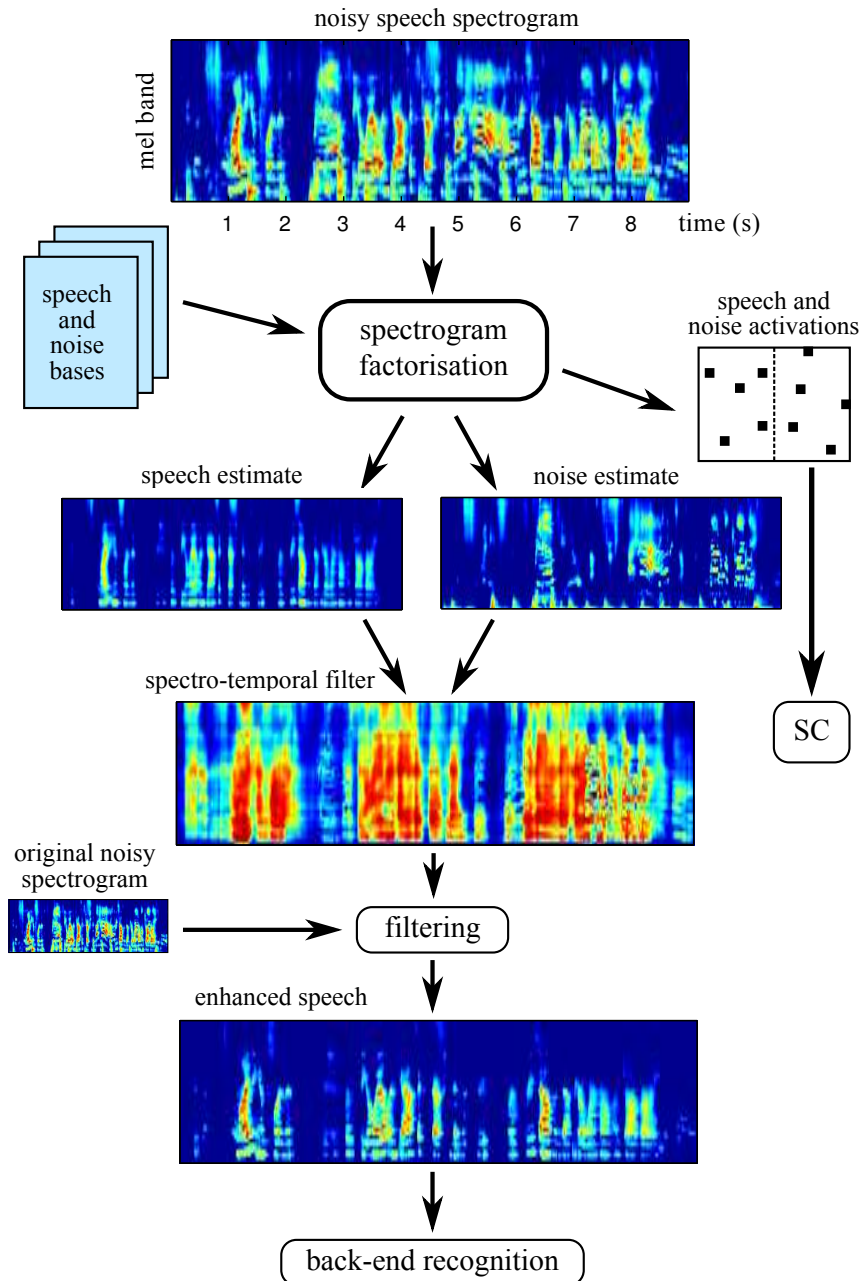 noisy speech spectrogram
mel band
1 2 3 4 5 6 7 8 time (s)
speech
and
noise
bases
spectrogram
factorisation
speech and
noise activations
speech estimate
noise estimate
spectro-temporal filter
SC
original noisy
spectrogram
filtering
enhanced speech
back-end recognition